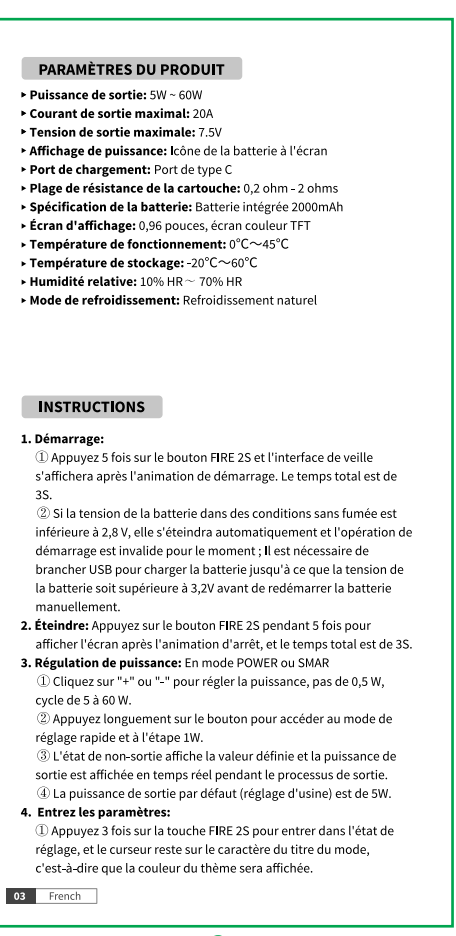 PARAMÈTRES DU PRODUIT
▸ Puissance de sortie: 5W ~ 60W
▸ Courant de sortie maximal: 20A
▸ Tension de sortie maximale: 7.5V
▸ Affichage de puissance: Icône de la batterie à l'écran
▸ Port de chargement: Port de type C
▸ Plage de résistance de la cartouche: 0,2 ohm - 2 ohms
▸ Spécification de la batterie: Batterie intégrée 2000mAh
▸ Écran d'affichage: 0,96 pouces, écran couleur TFT
▸ Température de fonctionnement: 0℃～45℃
▸ Température de stockage: -20℃～60℃
▸ Humidité relative: 10% HR～ 70% HR
▸ Mode de refroidissement: Refroidissement naturel
INSTRUCTIONS
1. Démarrage:
① Appuyez 5 fois sur le bouton FIRE 2S et l'interface de veille
s'affichera après l'animation de démarrage. Le temps total est de
3S.
② Si la tension de la batterie dans des conditions sans fumée est
inférieure à 2,8 V, elle s'éteindra automatiquement et l'opération de
démarrage est invalide pour le moment ; Il est nécessaire de
brancher USB pour charger la batterie jusqu'à ce que la tension de
la batterie soit supérieure à 3,2V avant de redémarrer la batterie
manuellement.
2. Éteindre: Appuyez sur le bouton FIRE 2S pendant 5 fois pour
afficher l'écran après l'animation d'arrêt, et le temps total est de 3S.
3. Régulation de puissance: En mode POWER ou SMAR
① Cliquez sur "+" ou "-" pour régler la puissance, pas de 0,5 W,
cycle de 5 à 60 W.
② Appuyez longuement sur le bouton pour accéder au mode de
réglage rapide et à l'étape 1W.
③ L'état de non-sortie affiche la valeur définie et la puissance de
sortie est affichée en temps réel pendant le processus de sortie.
④ La puissance de sortie par défaut (réglage d'usine) est de 5W.
4. Entrez les paramètres:
① Appuyez 3 fois sur la touche FIRE 2S pour entrer dans l'état de
réglage, et le curseur reste sur le caractère du titre du mode,
c'est-à-dire que la couleur du thème sera affichée.
03 French